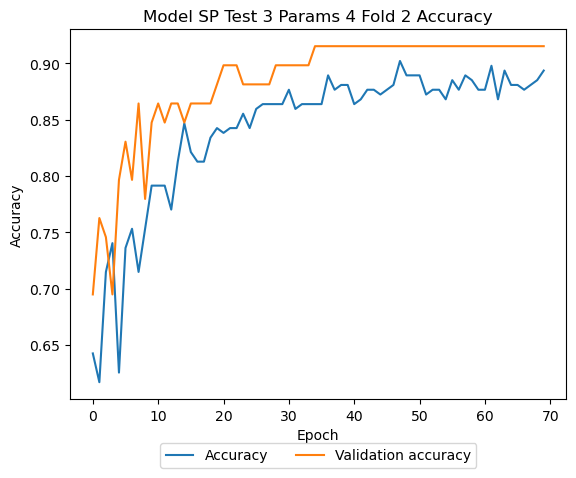 Model SP Test 3 Params 4 Fold 2 Accuracy
0.90
0.85
0.80
0.75
0.70
0.65
Accuracy
0 10 20 30 40 50 60 70
Epoch
Accuracy Validation accuracy